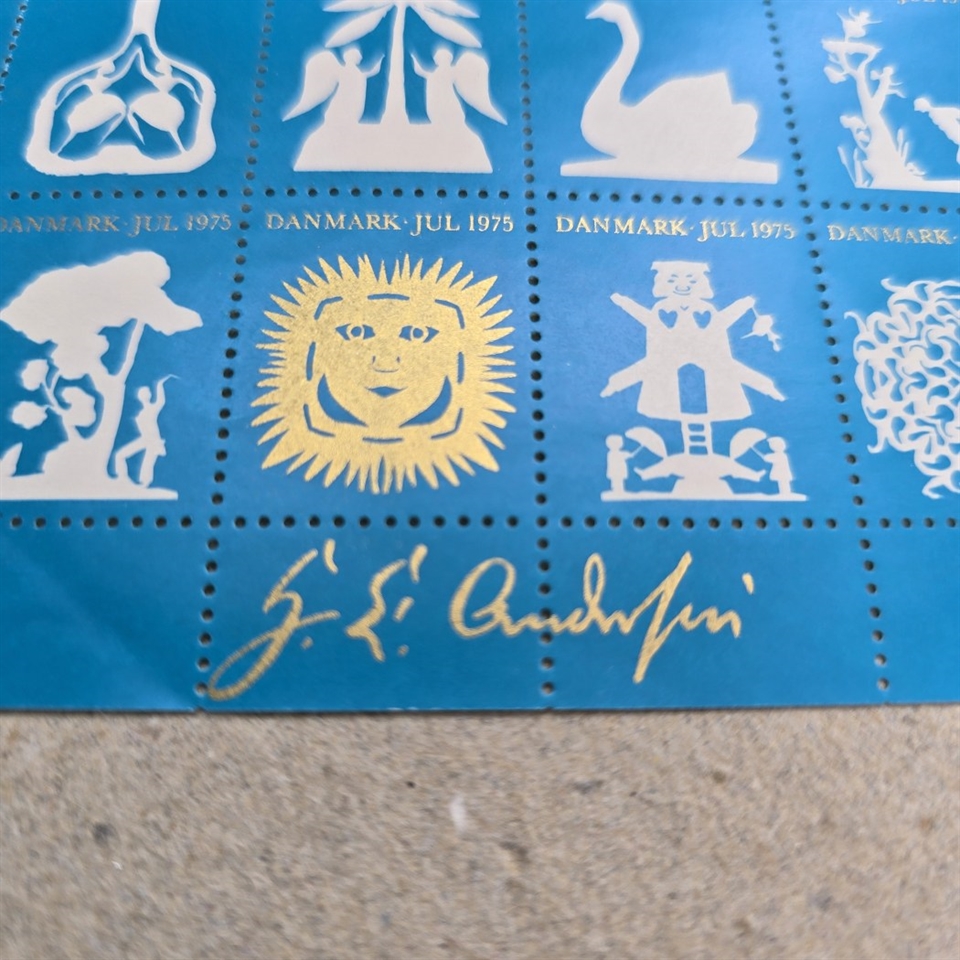 DANMARK · JUL 1975
DANMARK · JUL 1975
DANMARK · JUL 1975
DANMARK ·
H. C. Andersen